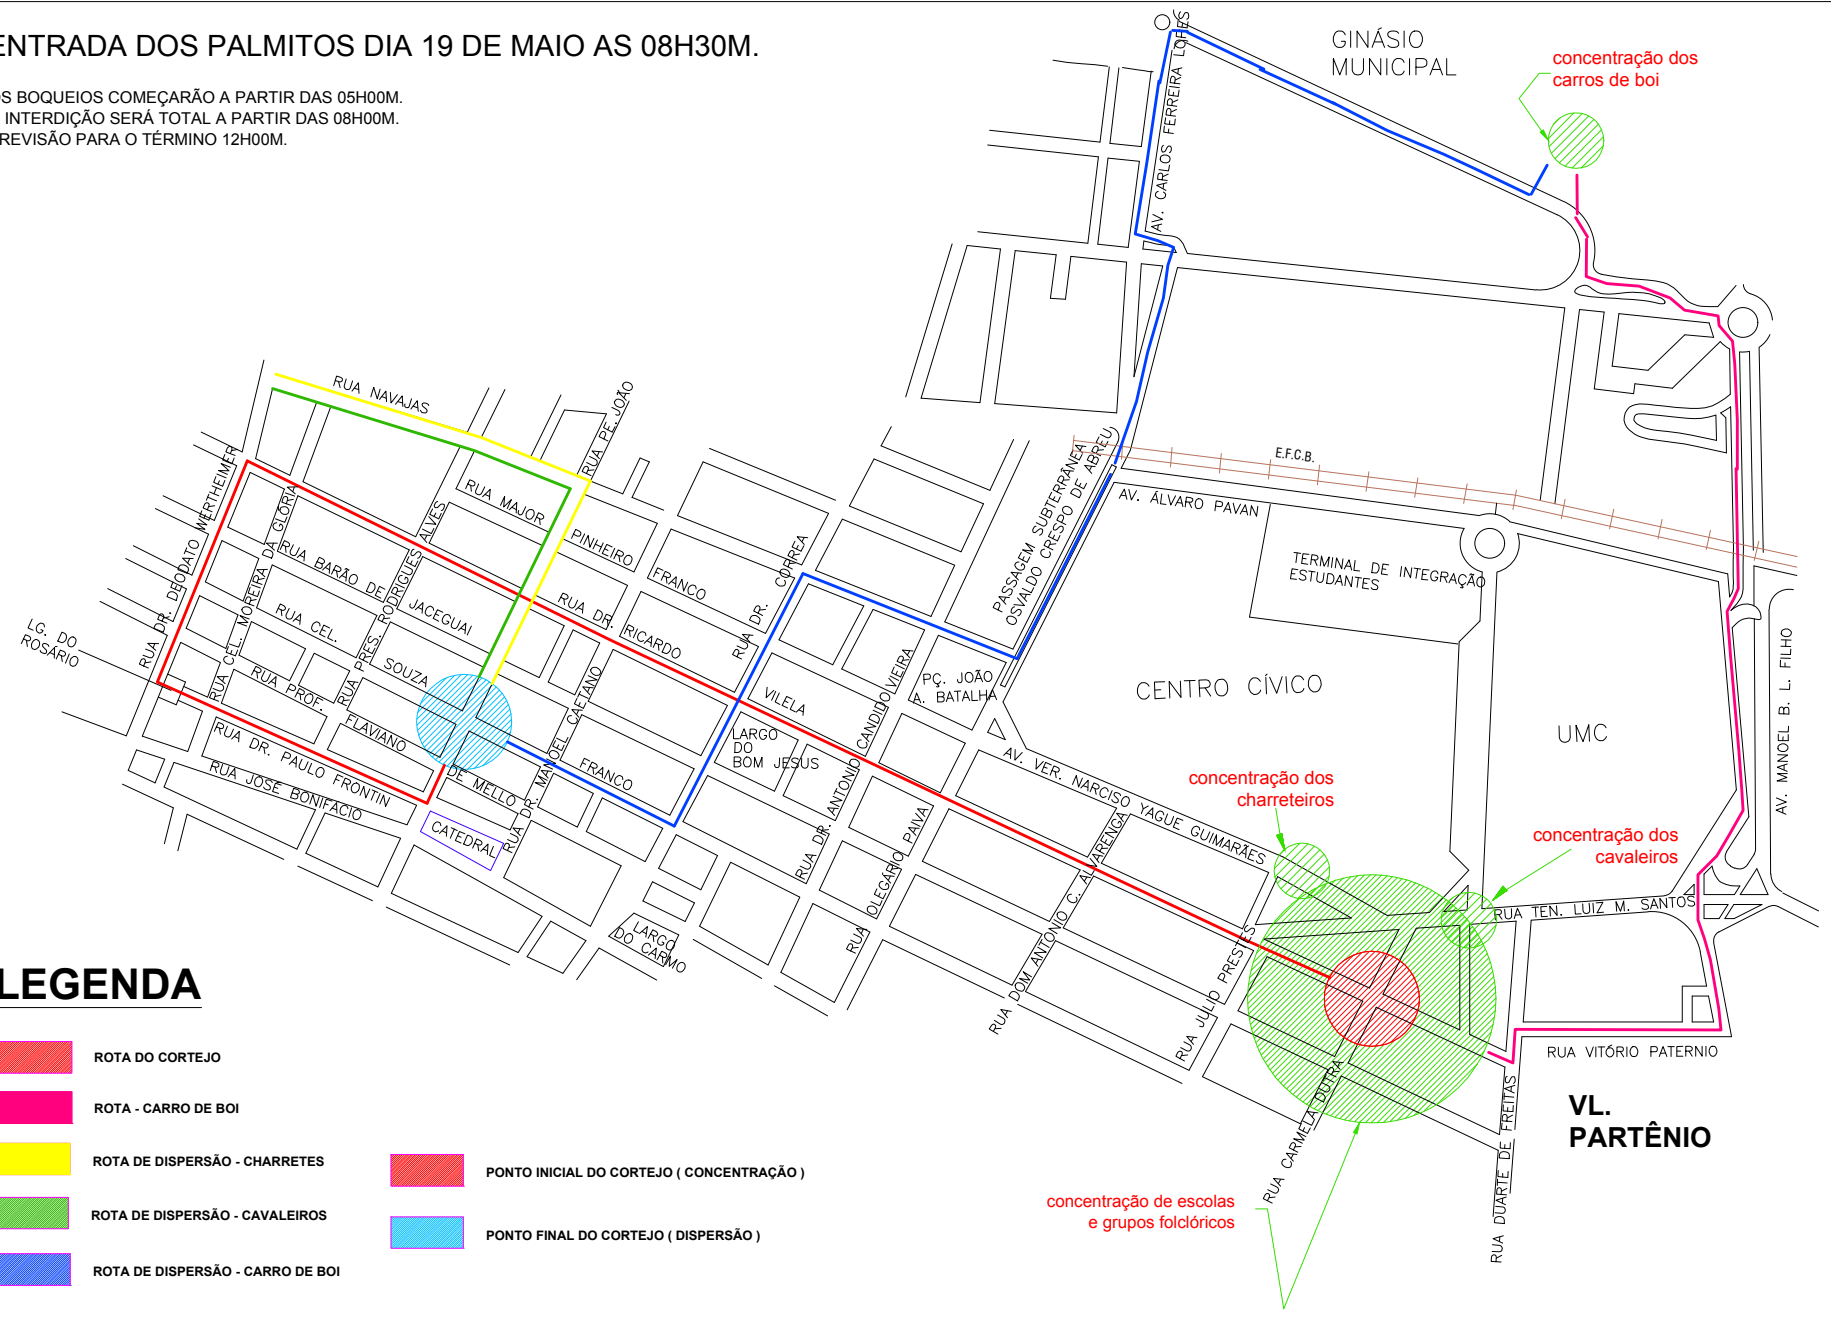 ENTRADA DOS PALMITOS DIA 19 DE MAIO AS 08H30M.
OS BOQUEIOS COMEÇARÃO A PARTIR DAS 05H00M.
INTERDIÇÃO SERÁ TOTAL A PARTIR DAS 08H00M.
REVISÃO PARA O TÉRMINO 12H00M.
GINÁSIO
MUNICIPAL
concentração dos
carros de boi
AV. CARLOS FERREIRA LOPES
RUA NAVAJAS
RUA PE. JOÃO
RUA MAJOR
PINHEIRO
FRANCO
RUA DR. DEODATO WERTHEIMER
RUA CEL. MOREIRA DA GLÓRIA
RUA PRES. RODRIGUES ALVES
RUA BARÃO DE
JACEGUAI
RUA DR. RICARDO
VILELA
RUA DR. CORREA
RUA CEL.
SOUZA
FRANCO
RUA PROF.
FLAVIANO
DE MELLO
LG. DO
ROSÁRIO
RUA DR. PAULO FRONTIN
RUA JOSÉ BONIFÁCIO
CATEDRAL
RUA DR. MANOEL CAETANO
LARGO
DO
BOM JESUS
RUA DR. ANTONIO CANDIDO VIEIRA
RUA OLEGÁRIO PAIVA
LARGO
DO CARMO
PASSAGEM SUBTERRÂNEA
OSVALDO CRESPO DE ABREU
PÇ. JOÃO
A. BATALHA
E.F.C.B.
AV. ÁLVARO PAVAN
TERMINAL DE INTEGRAÇÃO
ESTUDANTES
CENTRO CÍVICO
UMC
AV. MANOEL B. L. FILHO
AV. VER. NARCISO YAGUE GUIMARÃES
concentração dos
charreteiros
concentração dos
cavaleiros
RUA TEN. LUIZ M. SANTOS
RUA DOM ANTONIO C. ALVARENGA
RUA JULIO PRESTES
RUA CARMELA DUTRA
RUA DUARTE DE FREITAS
RUA VITÓRIO PATERNIO
VL.
PARTÊNIO
concentração de escolas
e grupos folclóricos
LEGENDA
ROTA DO CORTEJO
ROTA - CARRO DE BOI
ROTA DE DISPERSÃO - CHARRETES
ROTA DE DISPERSÃO - CAVALEIROS
ROTA DE DISPERSÃO - CARRO DE BOI
PONTO INICIAL DO CORTEJO ( CONCENTRAÇÃO )
PONTO FINAL DO CORTEJO ( DISPERSÃO )